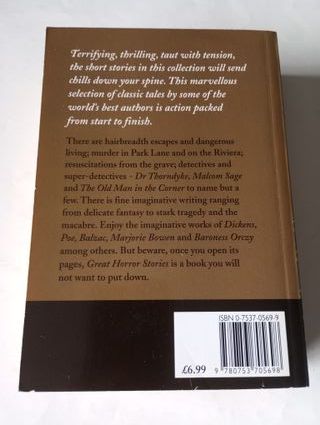 Terrifying, thrilling, taut with tension,
the short stories in this collection will send
chills down your spine. This marvellous
selection of classic tales by some of the
world's best authors is action packed
from start to finish.
There are hairbreadth escapes and dangerous
living; murder in Park Lane and on the Riviera;
resuscitations from the grave; detectives and
super-detectives - Dr Thorndyke, Malcom Sage
and The Old Man in the Corner to name but a
few. There is fine imaginative writing ranging
from delicate fantasy to stark tragedy and the
macabre. Enjoy the imaginative works of Dickens,
Poe, Balzac, Marjorie Bowen and Baroness Orczy
among others. But beware, once you open its
pages, Great Horror Stories is a book you will
not want to put down.
ISBN 0-7537-0569-9
£6.99
9 780753 705698